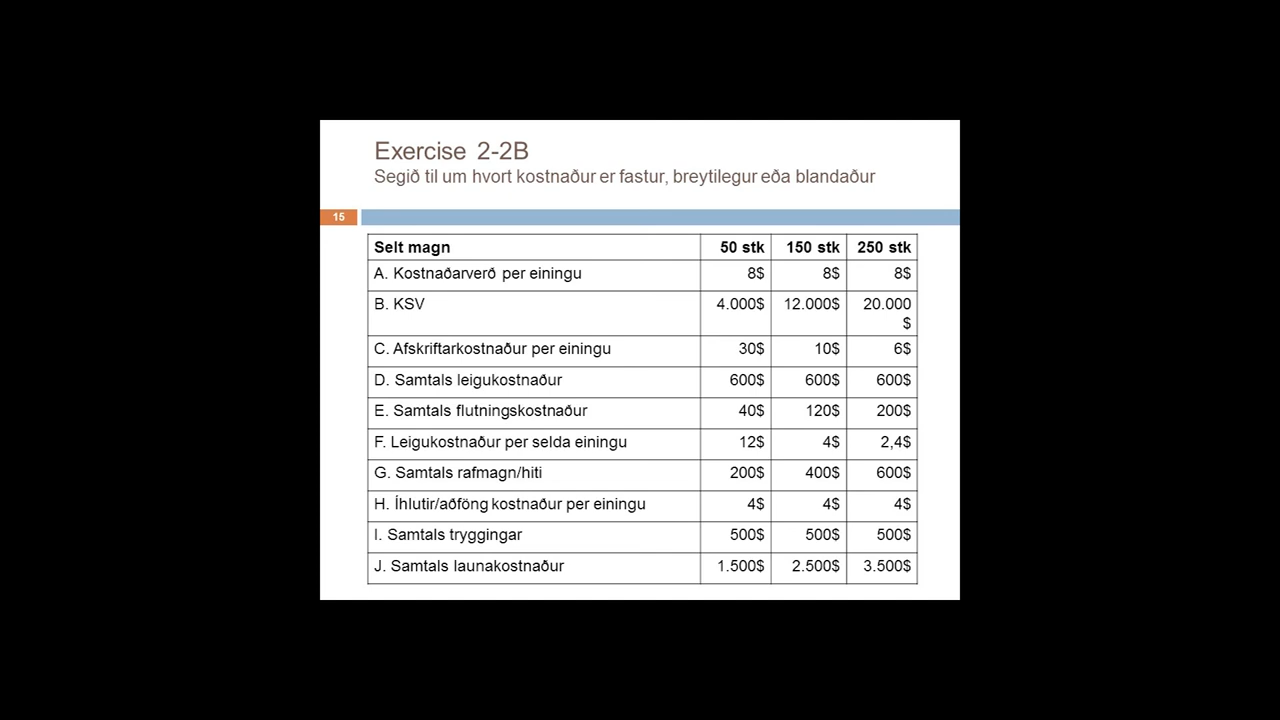 Exercise 2-2B
Segið til um hvort kostnaður er fastur, breytilegur eða blandaður
15
Selt magn 50 stk 150 stk 250 stk
A. Kostnaðarverð per einingu 8$ 8$ 8$
B. KSV 4.000$ 12.000$ 20.000
$
C. Afskriftarkostnaður per einingu 30$ 10$ 6$
D. Samtals leigukostnaður 600$ 600$ 600$
E. Samtals flutningskostnaður 40$ 120$ 200$
F. Leigukostnaður per selda einingu 12$ 4$ 2,4$
G. Samtals rafmagn/hiti 200$ 400$ 600$
H. Íhlutir/aðföng kostnaður per einingu 4$ 4$ 4$
I. Samtals tryggingar 500$ 500$ 500$
J. Samtals launakostnaður 1.500$ 2.500$ 3.500$